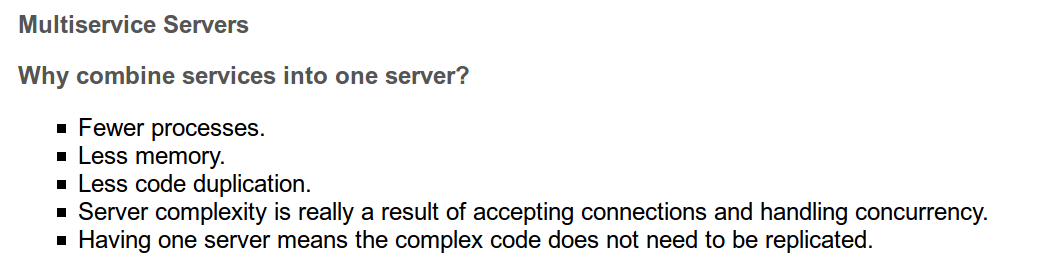 Multiservice Servers
Why combine services into one server?
Fewer processes.
Less memory.
Less code duplication.
Server complexity is really a result of accepting connections and handling concurrency.
Having one server means the complex code does not need to be replicated.